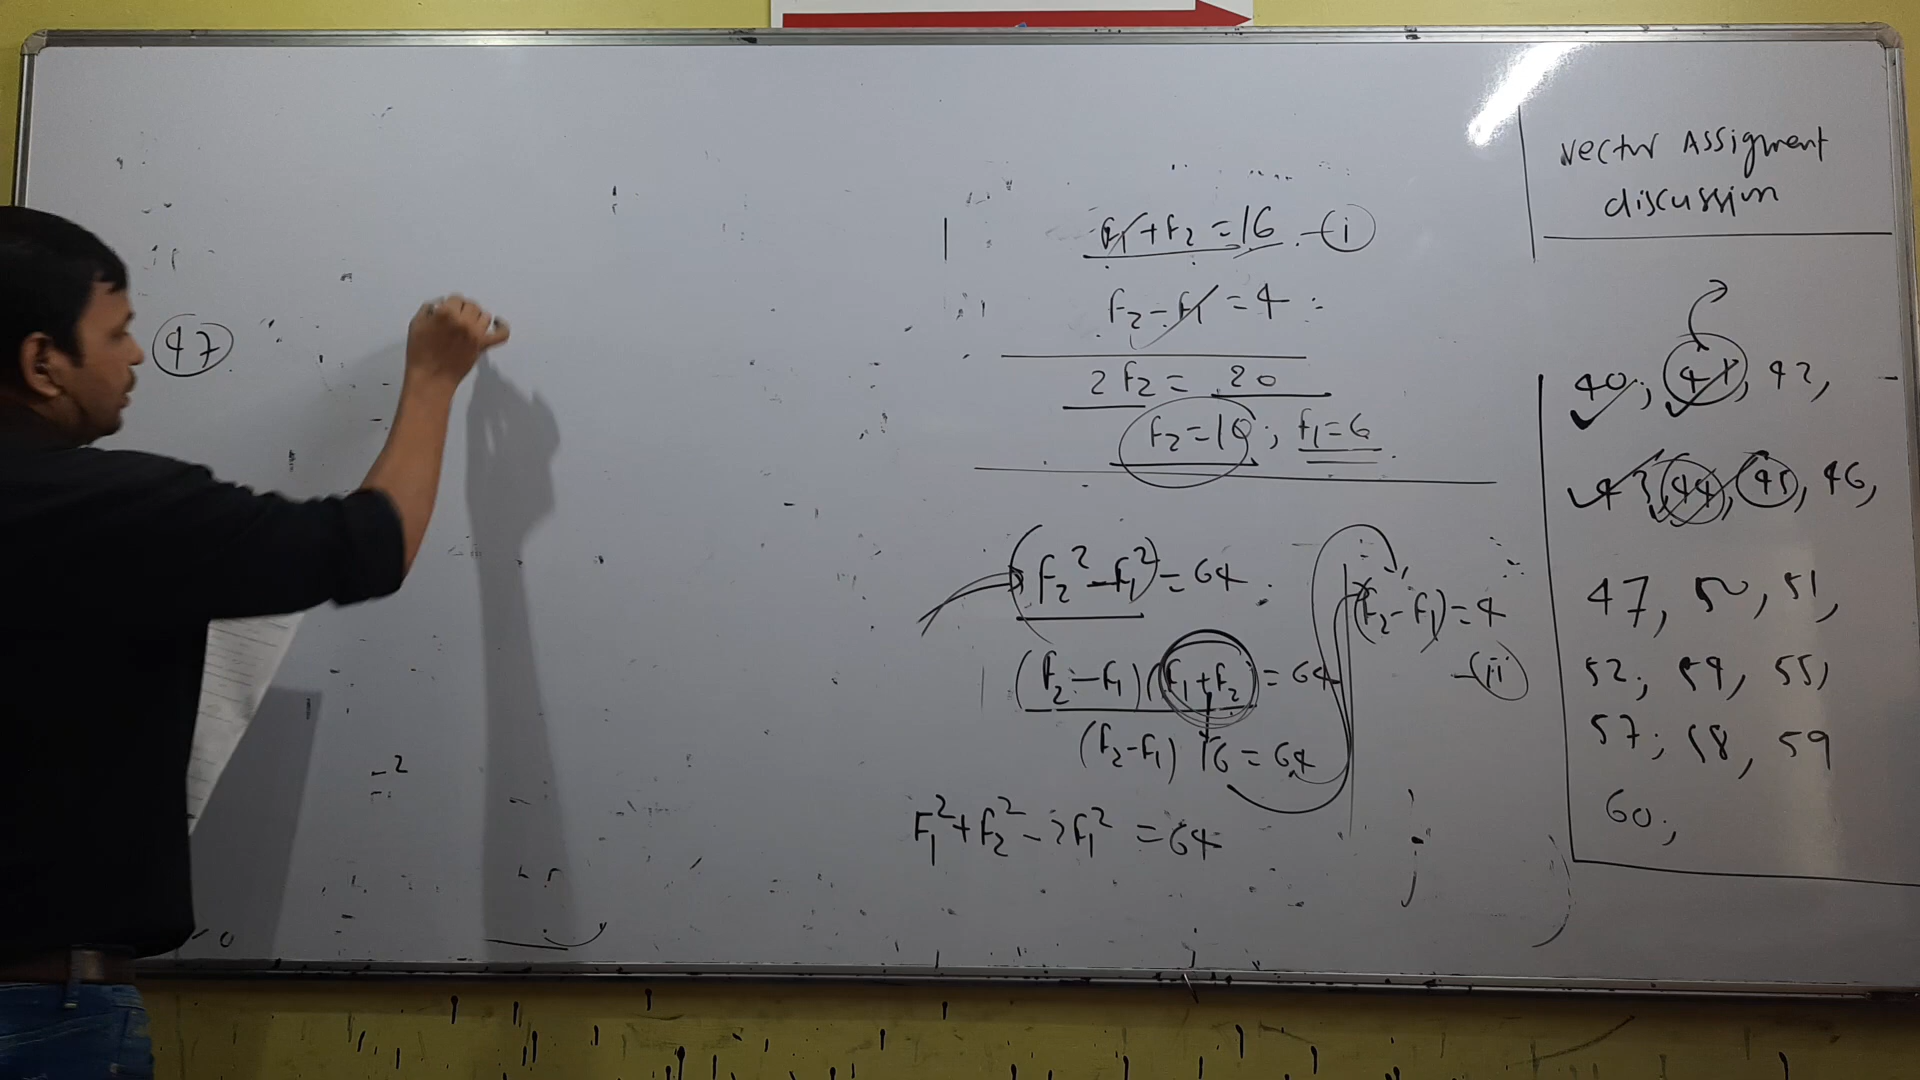 47
F₁ + F₂ = 16 — (i)
F₂ - F₁ = 4
2 F₂ = 20
F₂ = 10 ; F₁ = 6
(F₂² - F₁²) = 64
(F₂ - F₁) = 4
— (ii)
(F₂ - F₁) (F₁ + F₂) = 64
(F₂ - F₁) 16 = 64
F₁² + F₂² - 2F₁² = 64
Vector Assigment
discussion
40, 41, 42,
43, 44, 45, 46,
47, 50, 51,
52, 54, 55,
57, 58, 59
60,